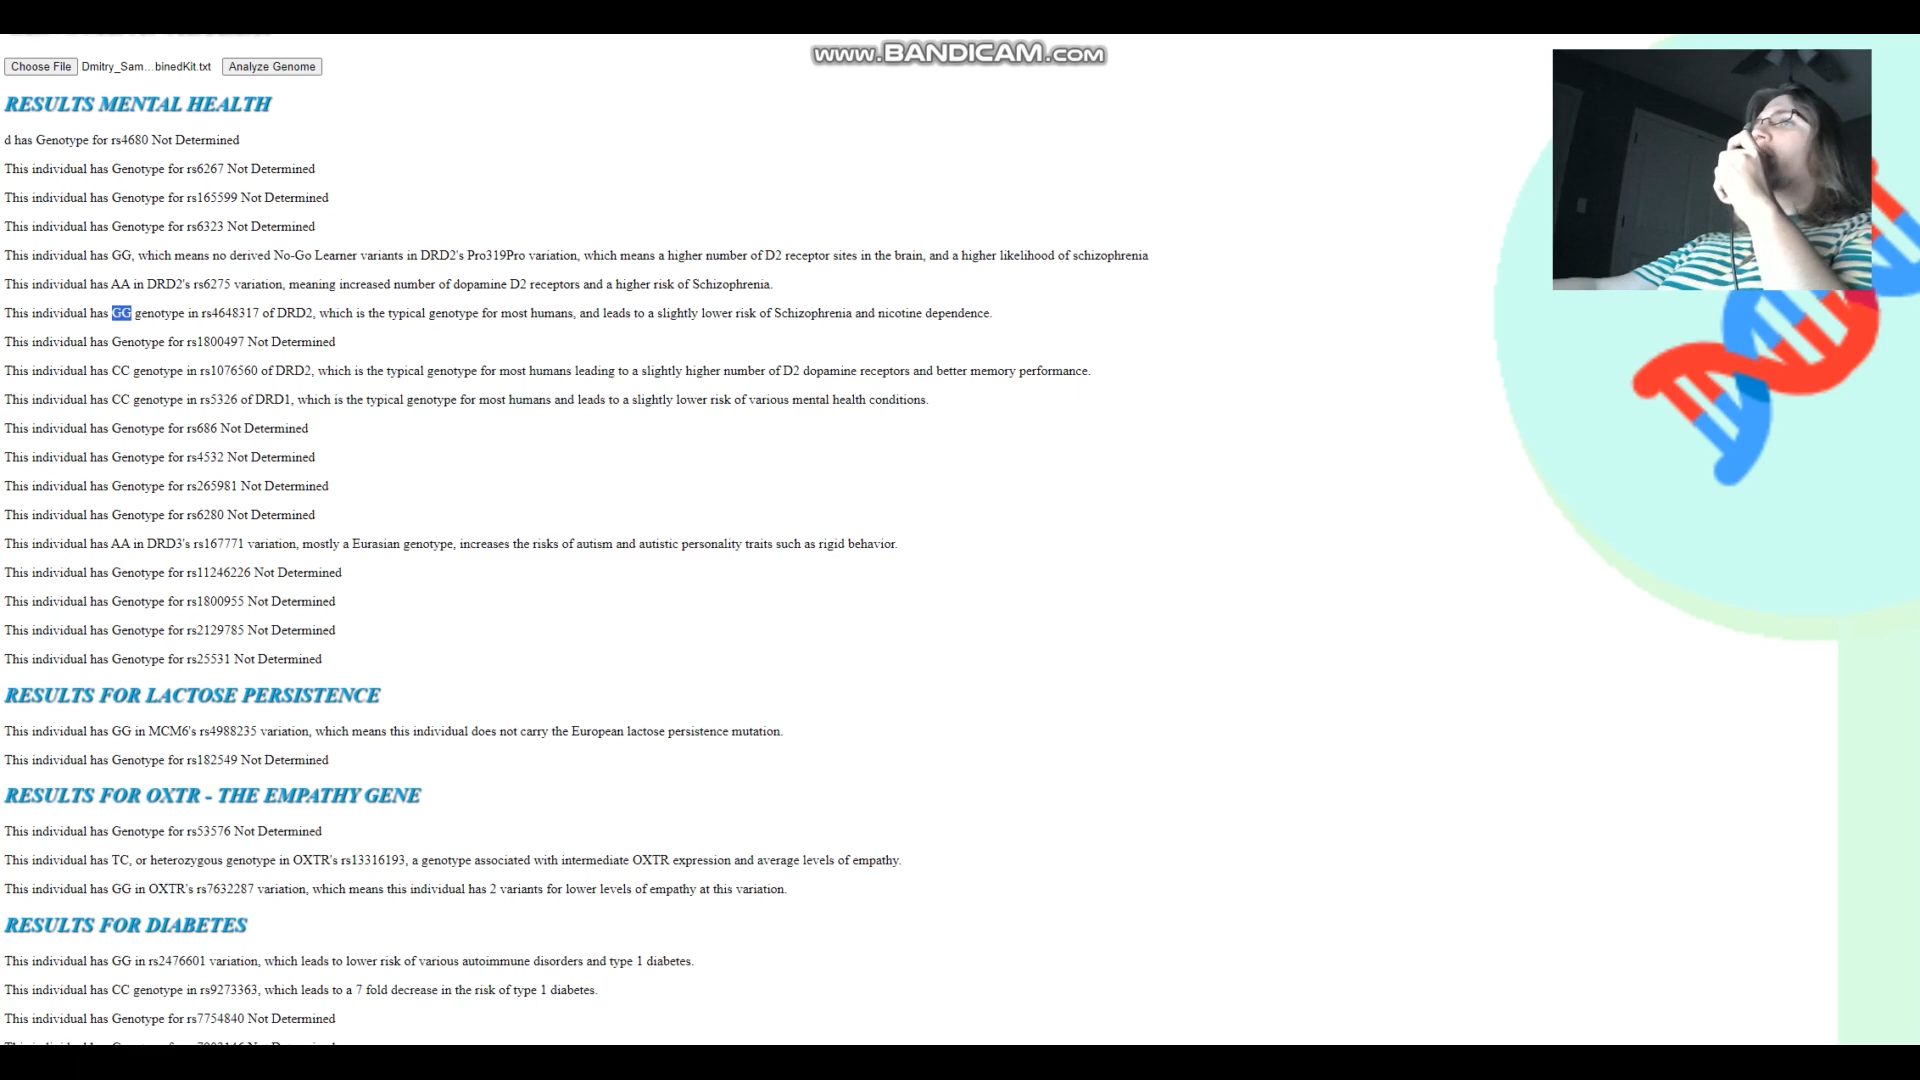 www.BANDICAM.com
Choose File Dmitry_Sam...binedKit.txt Analyze Genome
RESULTS MENTAL HEALTH
d has Genotype for rs4680 Not Determined
This individual has Genotype for rs6267 Not Determined
This individual has Genotype for rs165599 Not Determined
This individual has Genotype for rs6323 Not Determined
This individual has GG, which means no derived No-Go Learner variants in DRD2's Pro319Pro variation, which means a higher number of D2 receptor sites in the brain, and a higher likelihood of schizophrenia
This individual has AA in DRD2's rs6275 variation, meaning increased number of dopamine D2 receptors and a higher risk of Schizophrenia.
This individual has GG genotype in rs4648317 of DRD2, which is the typical genotype for most humans, and leads to a slightly lower risk of Schizophrenia and nicotine dependence.
This individual has Genotype for rs1800497 Not Determined
This individual has CC genotype in rs1076560 of DRD2, which is the typical genotype for most humans leading to a slightly higher number of D2 dopamine receptors and better memory performance.
This individual has CC genotype in rs5326 of DRD1, which is the typical genotype for most humans and leads to a slightly lower risk of various mental health conditions.
This individual has Genotype for rs686 Not Determined
This individual has Genotype for rs4532 Not Determined
This individual has Genotype for rs265981 Not Determined
This individual has Genotype for rs6280 Not Determined
This individual has AA in DRD3's rs167771 variation, mostly a Eurasian genotype, increases the risks of autism and autistic personality traits such as rigid behavior.
This individual has Genotype for rs11246226 Not Determined
This individual has Genotype for rs1800955 Not Determined
This individual has Genotype for rs2129785 Not Determined
This individual has Genotype for rs25531 Not Determined
RESULTS FOR LACTOSE PERSISTENCE
This individual has GG in MCM6's rs4988235 variation, which means this individual does not carry the European lactose persistence mutation.
This individual has Genotype for rs182549 Not Determined
RESULTS FOR OXTR - THE EMPATHY GENE
This individual has Genotype for rs53576 Not Determined
This individual has TC, or heterozygous genotype in OXTR's rs13316193, a genotype associated with intermediate OXTR expression and average levels of empathy.
This individual has GG in OXTR's rs7632287 variation, which means this individual has 2 variants for lower levels of empathy at this variation.
RESULTS FOR DIABETES
This individual has GG in rs2476601 variation, which leads to lower risk of various autoimmune disorders and type 1 diabetes.
This individual has CC genotype in rs9273363, which leads to a 7 fold decrease in the risk of type 1 diabetes.
This individual has Genotype for rs7754840 Not Determined